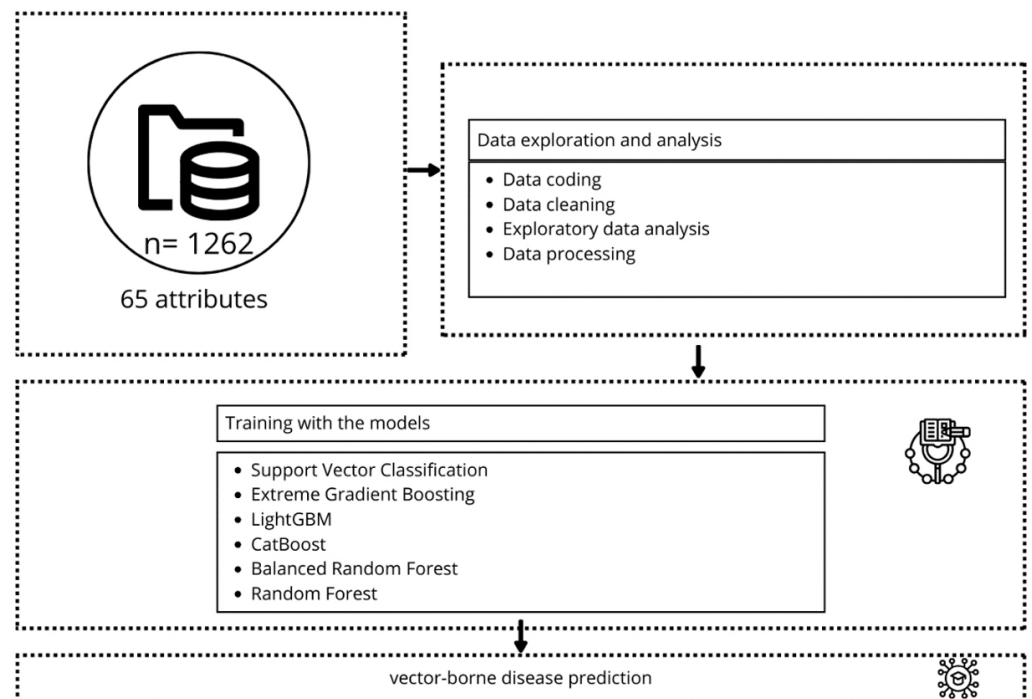 n= 1262
65 attributes
Data exploration and analysis
• Data coding
• Data cleaning
• Exploratory data analysis
• Data processing
Training with the models
• Support Vector Classification
• Extreme Gradient Boosting
• LightGBM
• CatBoost
• Balanced Random Forest
• Random Forest
vector-borne disease prediction